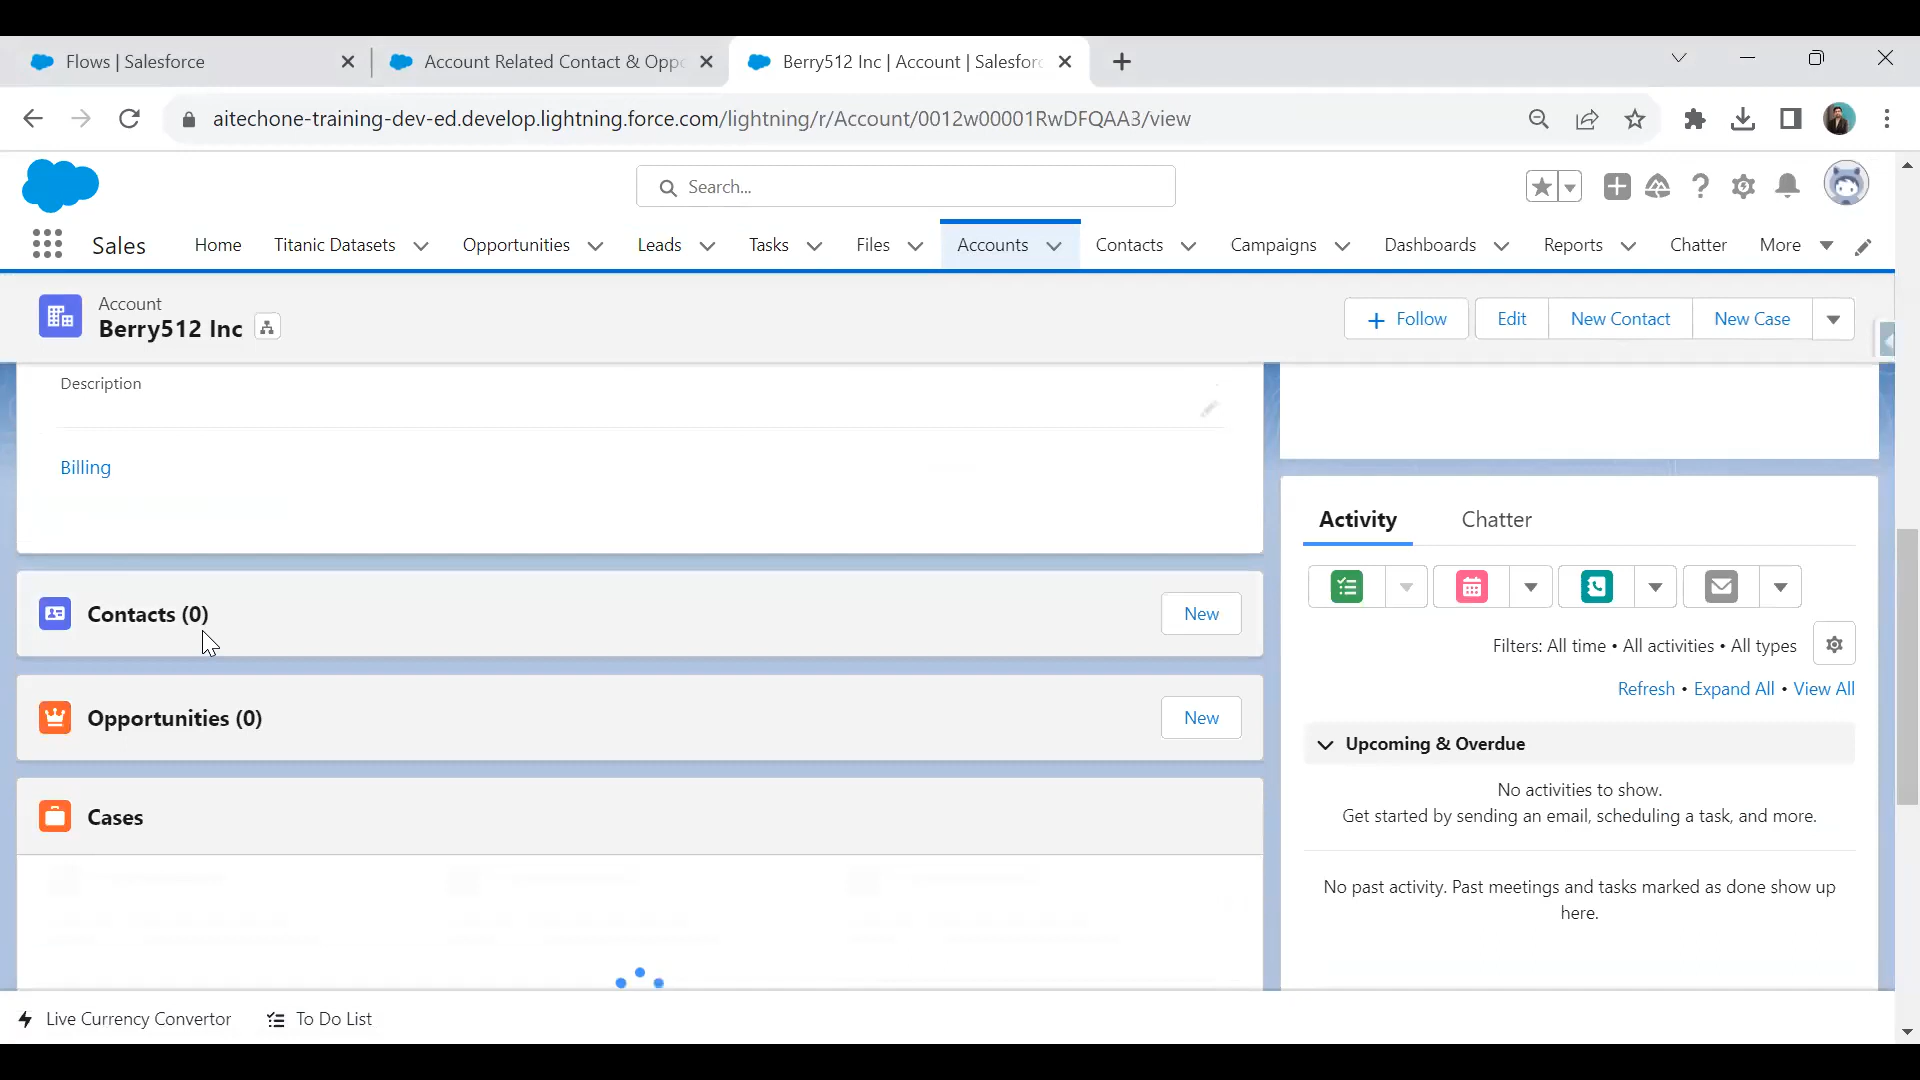 Flows | Salesforce
Account Related Contact & Oppo
Berry512 Inc | Account | Salesforc
aitechone-training-dev-ed.develop.lightning.force.com/lightning/r/Account/0012w00001RwDFQAA3/view
Search...
Sales
Home
Titanic Datasets
Opportunities
Leads
Tasks
Files
Accounts
Contacts
Campaigns
Dashboards
Reports
Chatter
More
Account
Berry512 Inc
Follow
Edit
New Contact
New Case
Description
Billing
Contacts (0)
New
Opportunities (0)
New
Cases
Activity
Chatter
Filters: All time • All activities • All types
Refresh • Expand All • View All
Upcoming & Overdue
No activities to show.
Get started by sending an email, scheduling a task, and more.
No past activity. Past meetings and tasks marked as done show up
here.
Live Currency Convertor
To Do List